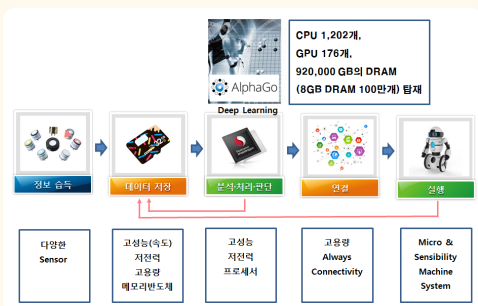 CPU 1,202개,
GPU 176개,
920,000 GB의 DRAM
(8GB DRAM 100만개) 탑재
AlphaGo
Deep Learning
정보 습득
데이터 저장
분석·처리·판단
연결
실행
다양한
Sensor
고성능(속도)
저전력
고용량
메모리반도체
고성능
저전력
프로세서
고용량
Always
Connectivity
Micro &
Sensibility
Machine
System